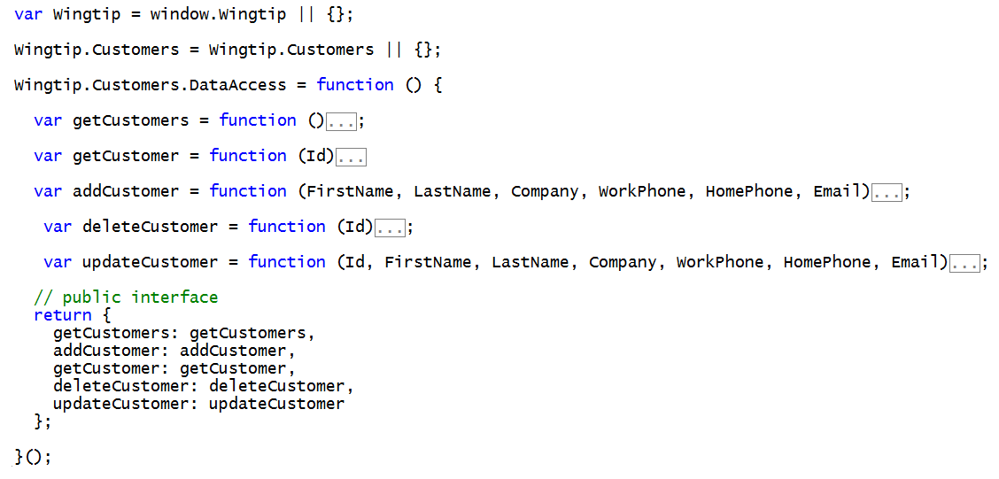 var Wingtip = window.Wingtip || {};
Wingtip.Customers = Wingtip.Customers || {};
Wingtip.Customers.DataAccess = function () {
var getCustomers = function ()...;
var getCustomer = function (Id)...
var addCustomer = function (FirstName, LastName, Company, WorkPhone, HomePhone, Email)...;
var deleteCustomer = function (Id)...;
var updateCustomer = function (Id, FirstName, LastName, Company, WorkPhone, HomePhone, Email)...;
// public interface
return {
getCustomers: getCustomers,
addCustomer: addCustomer,
getCustomer: getCustomer,
deleteCustomer: deleteCustomer,
updateCustomer: updateCustomer
};
}();